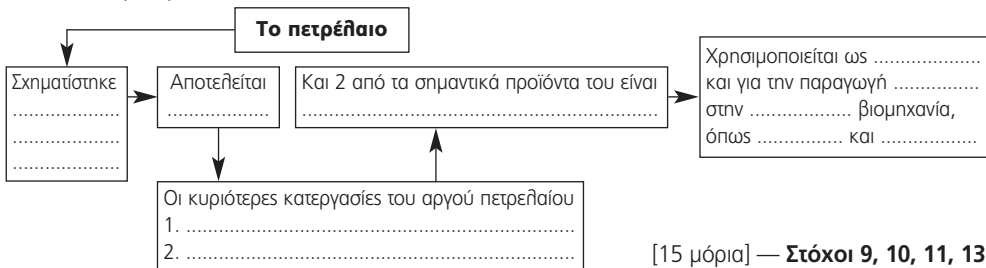 Το πετρέλαιο
Σχηματίστηκε
....................
....................
....................
Αποτελείται
...................
Και 2 από τα σημαντικά προϊόντα του είναι
...................................................................
Χρησιμοποιείται ως ....................
και για την παραγωγή ................
στην ................... βιομηχανία,
όπως ................ και ..................
Οι κυριότερες κατεργασίες του αργού πετρελαίου
1. .........................................................................
2. .........................................................................
[15 μόρια] — Στόχοι 9, 10, 11, 13